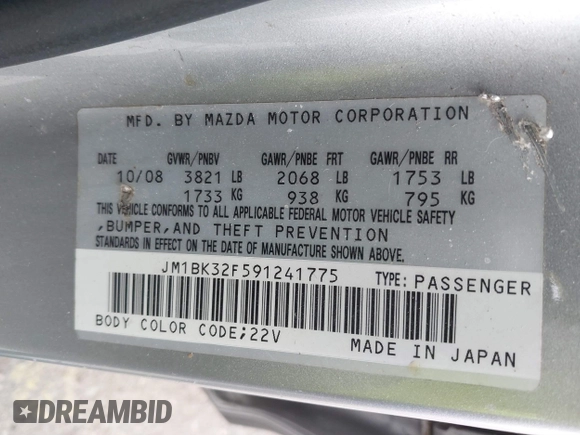 MFD. BY MAZDA MOTOR CORPORATION
DATE GVWR/PNBV GAWR/PNBE FRT GAWR/PNBE RR
10/08 3821 LB 2068 LB 1753 LB
1733 KG 938 KG 795 KG
THIS VEHICLE CONFORMS TO ALL APPLICABLE FEDERAL MOTOR VEHICLE SAFETY
,BUMPER,AND THEFT PREVENTION
STANDARDS IN EFFECT ON THE DATE OF MANUFACTURE SHOWN ABOVE.
JM1BK32F591241775 TYPE: PASSENGER
BODY COLOR CODE;22V
MADE IN JAPAN
DREAMBID